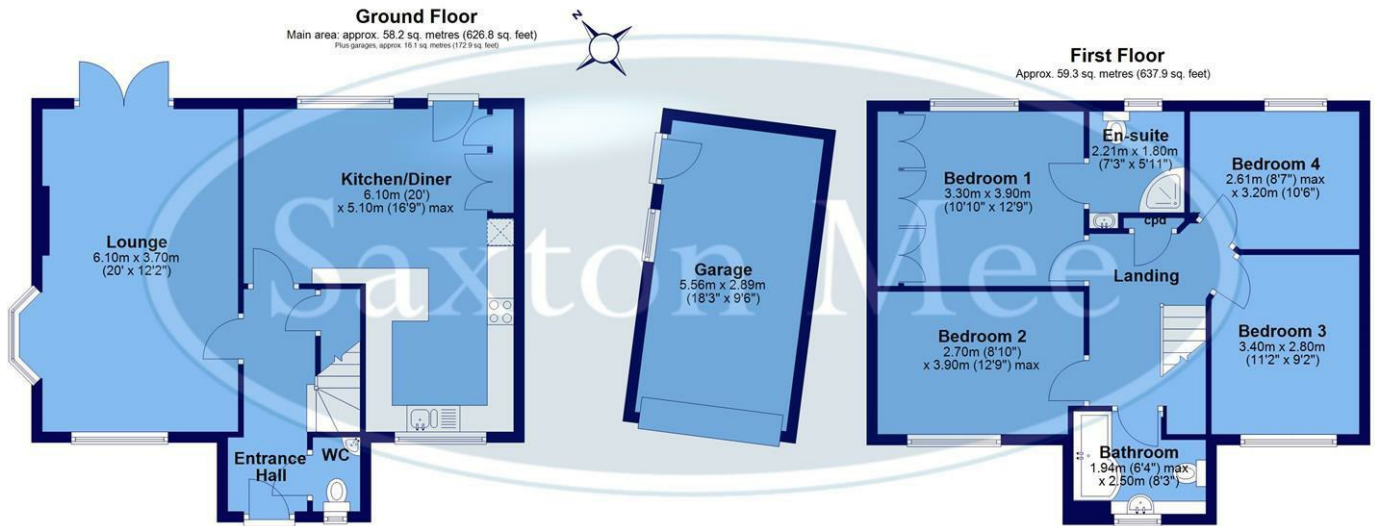 Ground Floor
Main area: approx. 58.2 sq. metres (626.8 sq. feet)
Plus garages, approx. 16.1 sq. metres (172.9 sq. feet)
N
First Floor
Approx. 59.3 sq. metres (637.9 sq. feet)
Lounge
6.10m x 3.70m
(20' x 12'2")
Kitchen/Diner
6.10m (20')
x 5.10m (16'9") max
Entrance
Hall
WC
Garage
5.56m x 2.89m
(18'3" x 9'6")
Bedroom 1
3.30m x 3.90m
(10'10" x 12'9")
En-suite
2.21m x 1.80m
(7'3" x 5'11")
Bedroom 4
2.61m (8'7") max
x 3.20m (10'6")
cpd
Landing
Bedroom 2
2.70m (8'10")
x 3.90m (12'9") max
Bedroom 3
3.40m x 2.80m
(11'2" x 9'2")
Bathroom
1.94m (6'4") max
x 2.50m (8'3")
Saxton Mee